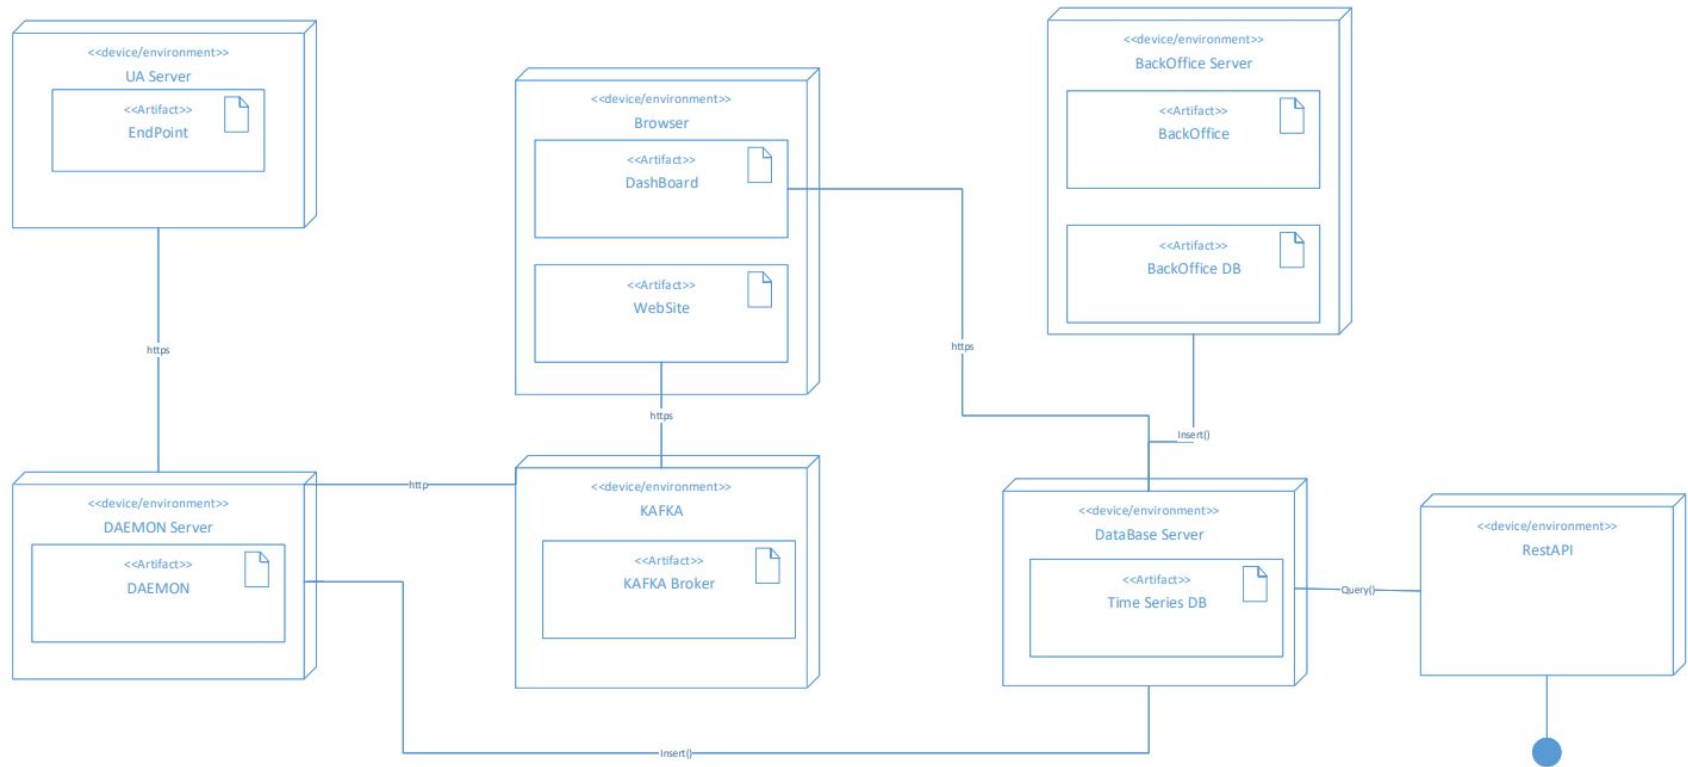 <<device/environment>>
UA Server
<<Artifact>>
EndPoint
<<device/environment>>
Browser
<<Artifact>>
DashBoard
<<Artifact>>
WebSite
<<device/environment>>
BackOffice Server
<<Artifact>>
BackOffice
<<Artifact>>
BackOffice DB
https
https
https
Insert()
http
<<device/environment>>
DAEMON Server
<<Artifact>>
DAEMON
<<device/environment>>
KAFKA
<<Artifact>>
KAFKA Broker
<<device/environment>>
DataBase Server
<<Artifact>>
Time Series DB
Query()
<<device/environment>>
RestAPI
Insert()